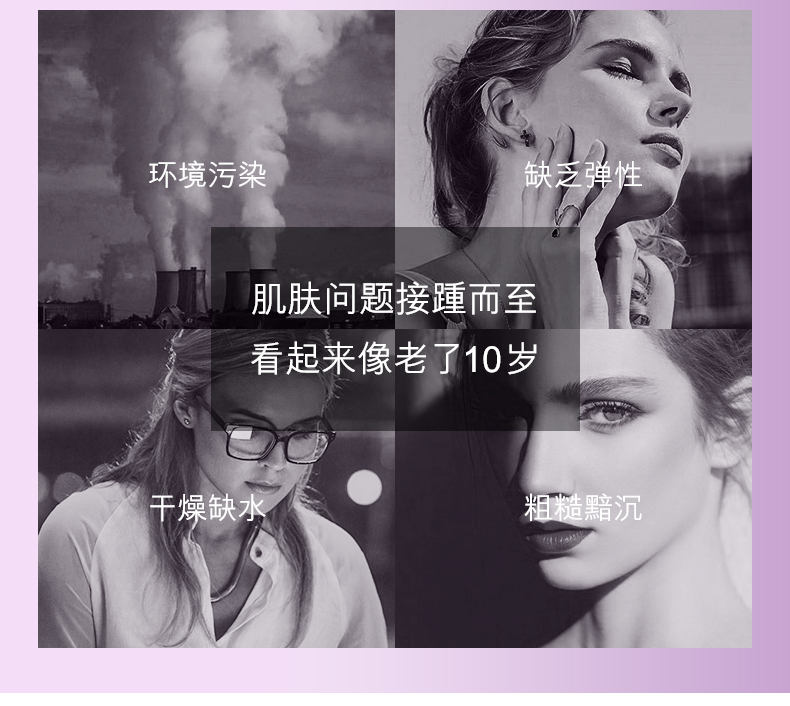 环境污染
缺乏弹性
肌肤问题接踵而至
看起来像老了10岁
干燥缺水
粗糙黯沉